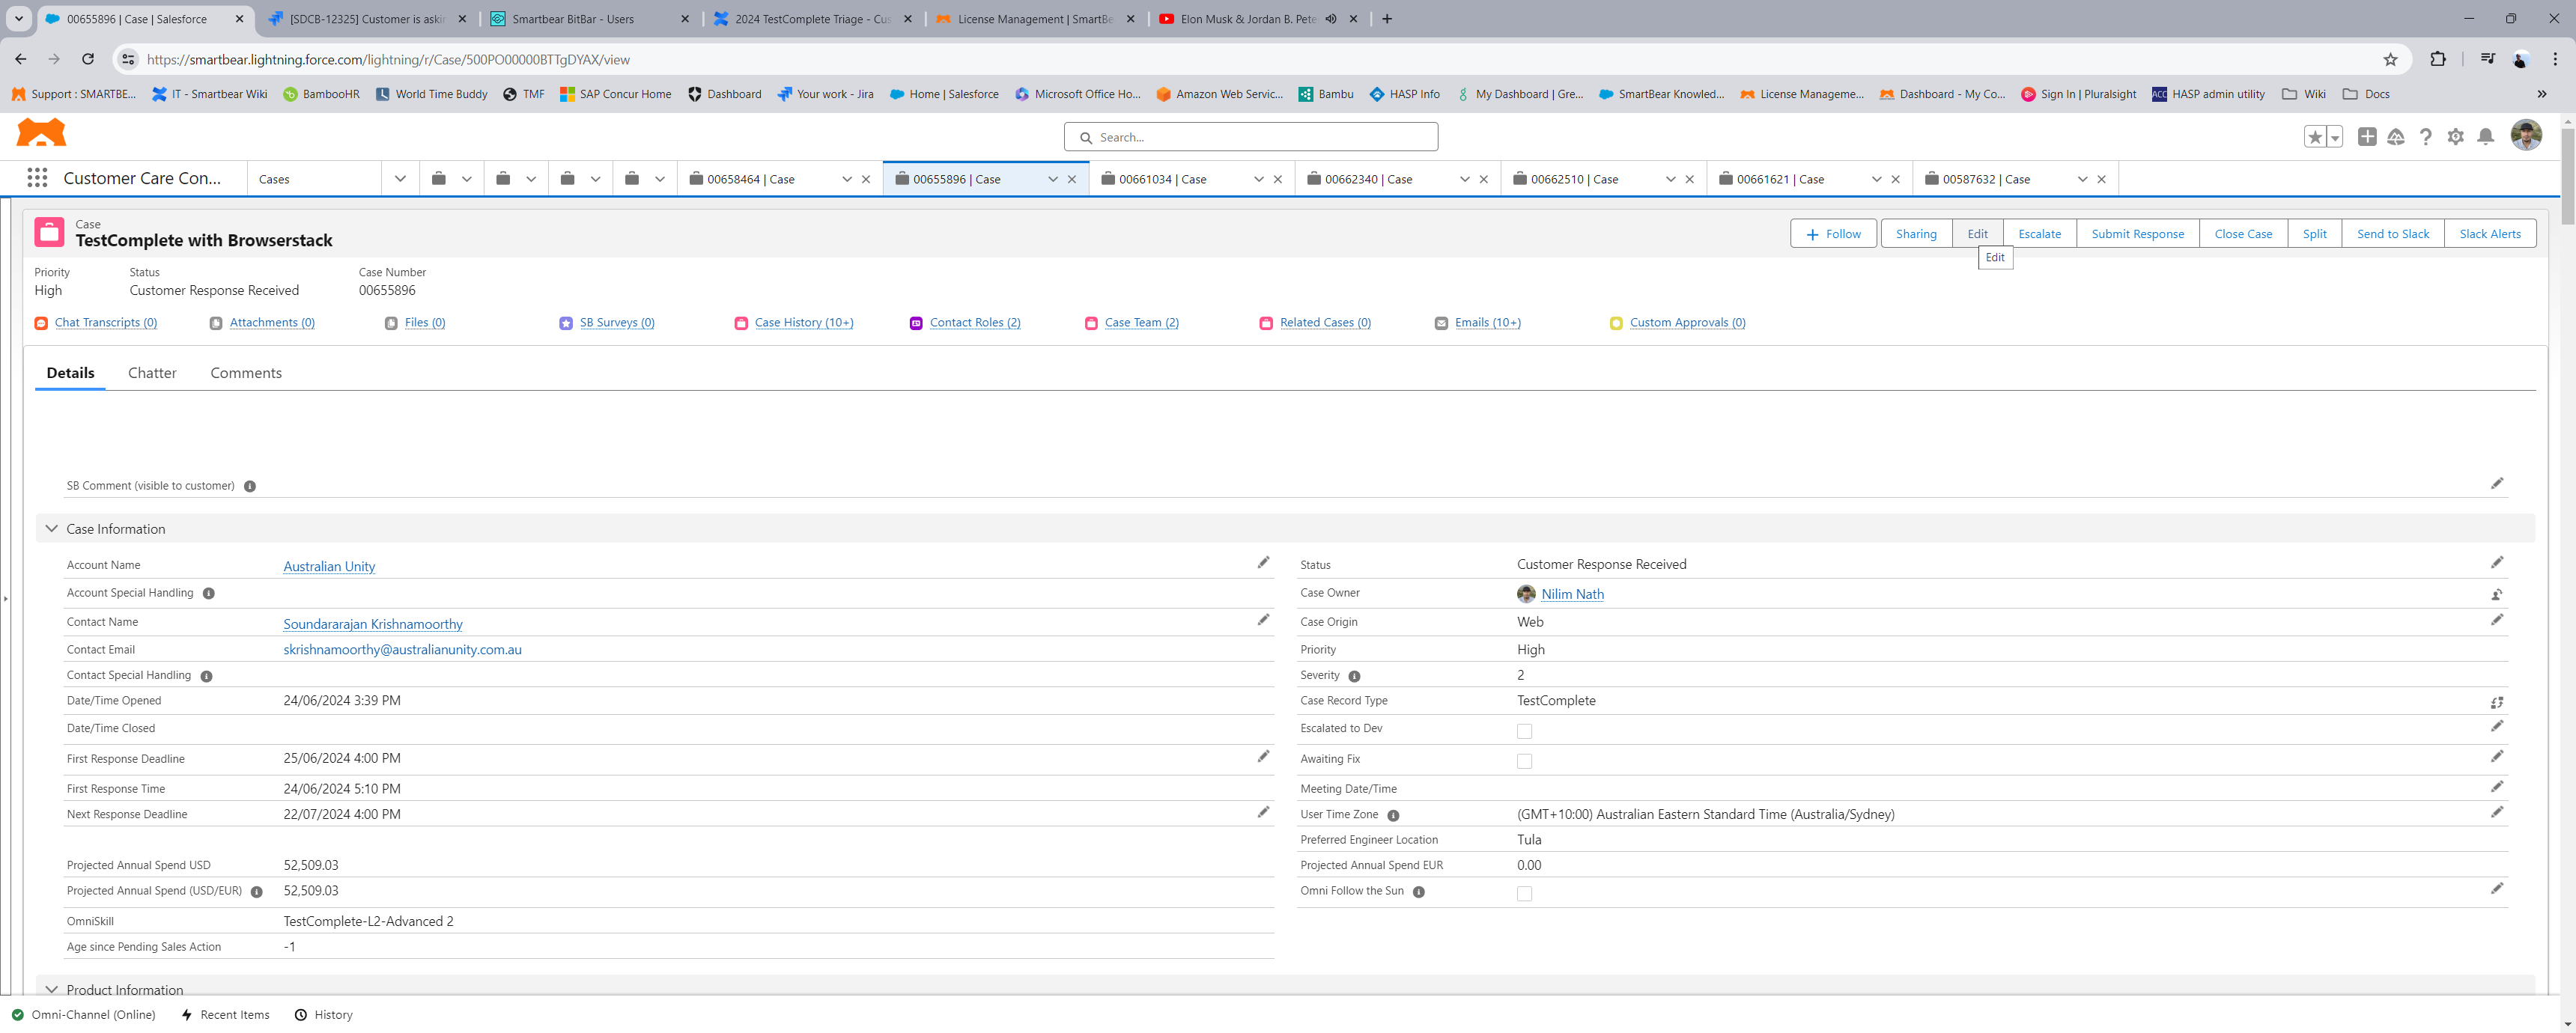 00655896 | Case | Salesforce
[SDCB-12325] Customer is askin
Smartbear BitBar - Users
2024 TestComplete Triage - Cus
License Management | SmartBe
Elon Musk & Jordan B. Pete
https://smartbear.lightning.force.com/lightning/r/Case/500PO00000BTTgDYAX/view
Support : SMARTBE...
IT - Smartbear Wiki
BambooHR
World Time Buddy
TMF
SAP Concur Home
Dashboard
Your work - Jira
Home | Salesforce
Microsoft Office Ho...
Amazon Web Servic...
Bambu
HASP Info
My Dashboard | Gre...
SmartBear Knowled...
License Manageme...
Dashboard - My Co...
Sign In | Pluralsight
ACC
HASP admin utility
Wiki
Docs
Search...
Customer Care Con...
Cases
00658464 | Case
00655896 | Case
00661034 | Case
00662340 | Case
00662510 | Case
00661621 | Case
00587632 | Case
Case
TestComplete with Browserstack
Follow
Sharing
Edit
Escalate
Submit Response
Close Case
Split
Send to Slack
Slack Alerts
Edit
Priority
Status
Case Number
High
Customer Response Received
00655896
Chat Transcripts (0)
Attachments (0)
Files (0)
SB Surveys (0)
Case History (10+)
Contact Roles (2)
Case Team (2)
Related Cases (0)
Emails (10+)
Custom Approvals (0)
Details
Chatter
Comments
SB Comment (visible to customer)
Case Information
Account Name
Australian Unity
Status
Customer Response Received
Account Special Handling
Case Owner
Nilim Nath
Contact Name
Soundararajan Krishnamoorthy
Case Origin
Web
Contact Email
skrishnamoorthy@australianunity.com.au
Priority
High
Contact Special Handling
Severity
2
Date/Time Opened
24/06/2024 3:39 PM
Case Record Type
TestComplete
Date/Time Closed
Escalated to Dev
First Response Deadline
25/06/2024 4:00 PM
Awaiting Fix
First Response Time
24/06/2024 5:10 PM
Meeting Date/Time
Next Response Deadline
22/07/2024 4:00 PM
User Time Zone
(GMT+10:00) Australian Eastern Standard Time (Australia/Sydney)
Preferred Engineer Location
Tula
Projected Annual Spend USD
52,509.03
Projected Annual Spend EUR
0.00
Projected Annual Spend (USD/EUR)
52,509.03
Omni Follow the Sun
OmniSkill
TestComplete-L2-Advanced 2
Age since Pending Sales Action
-1
Product Information
Omni-Channel (Online)
Recent Items
History